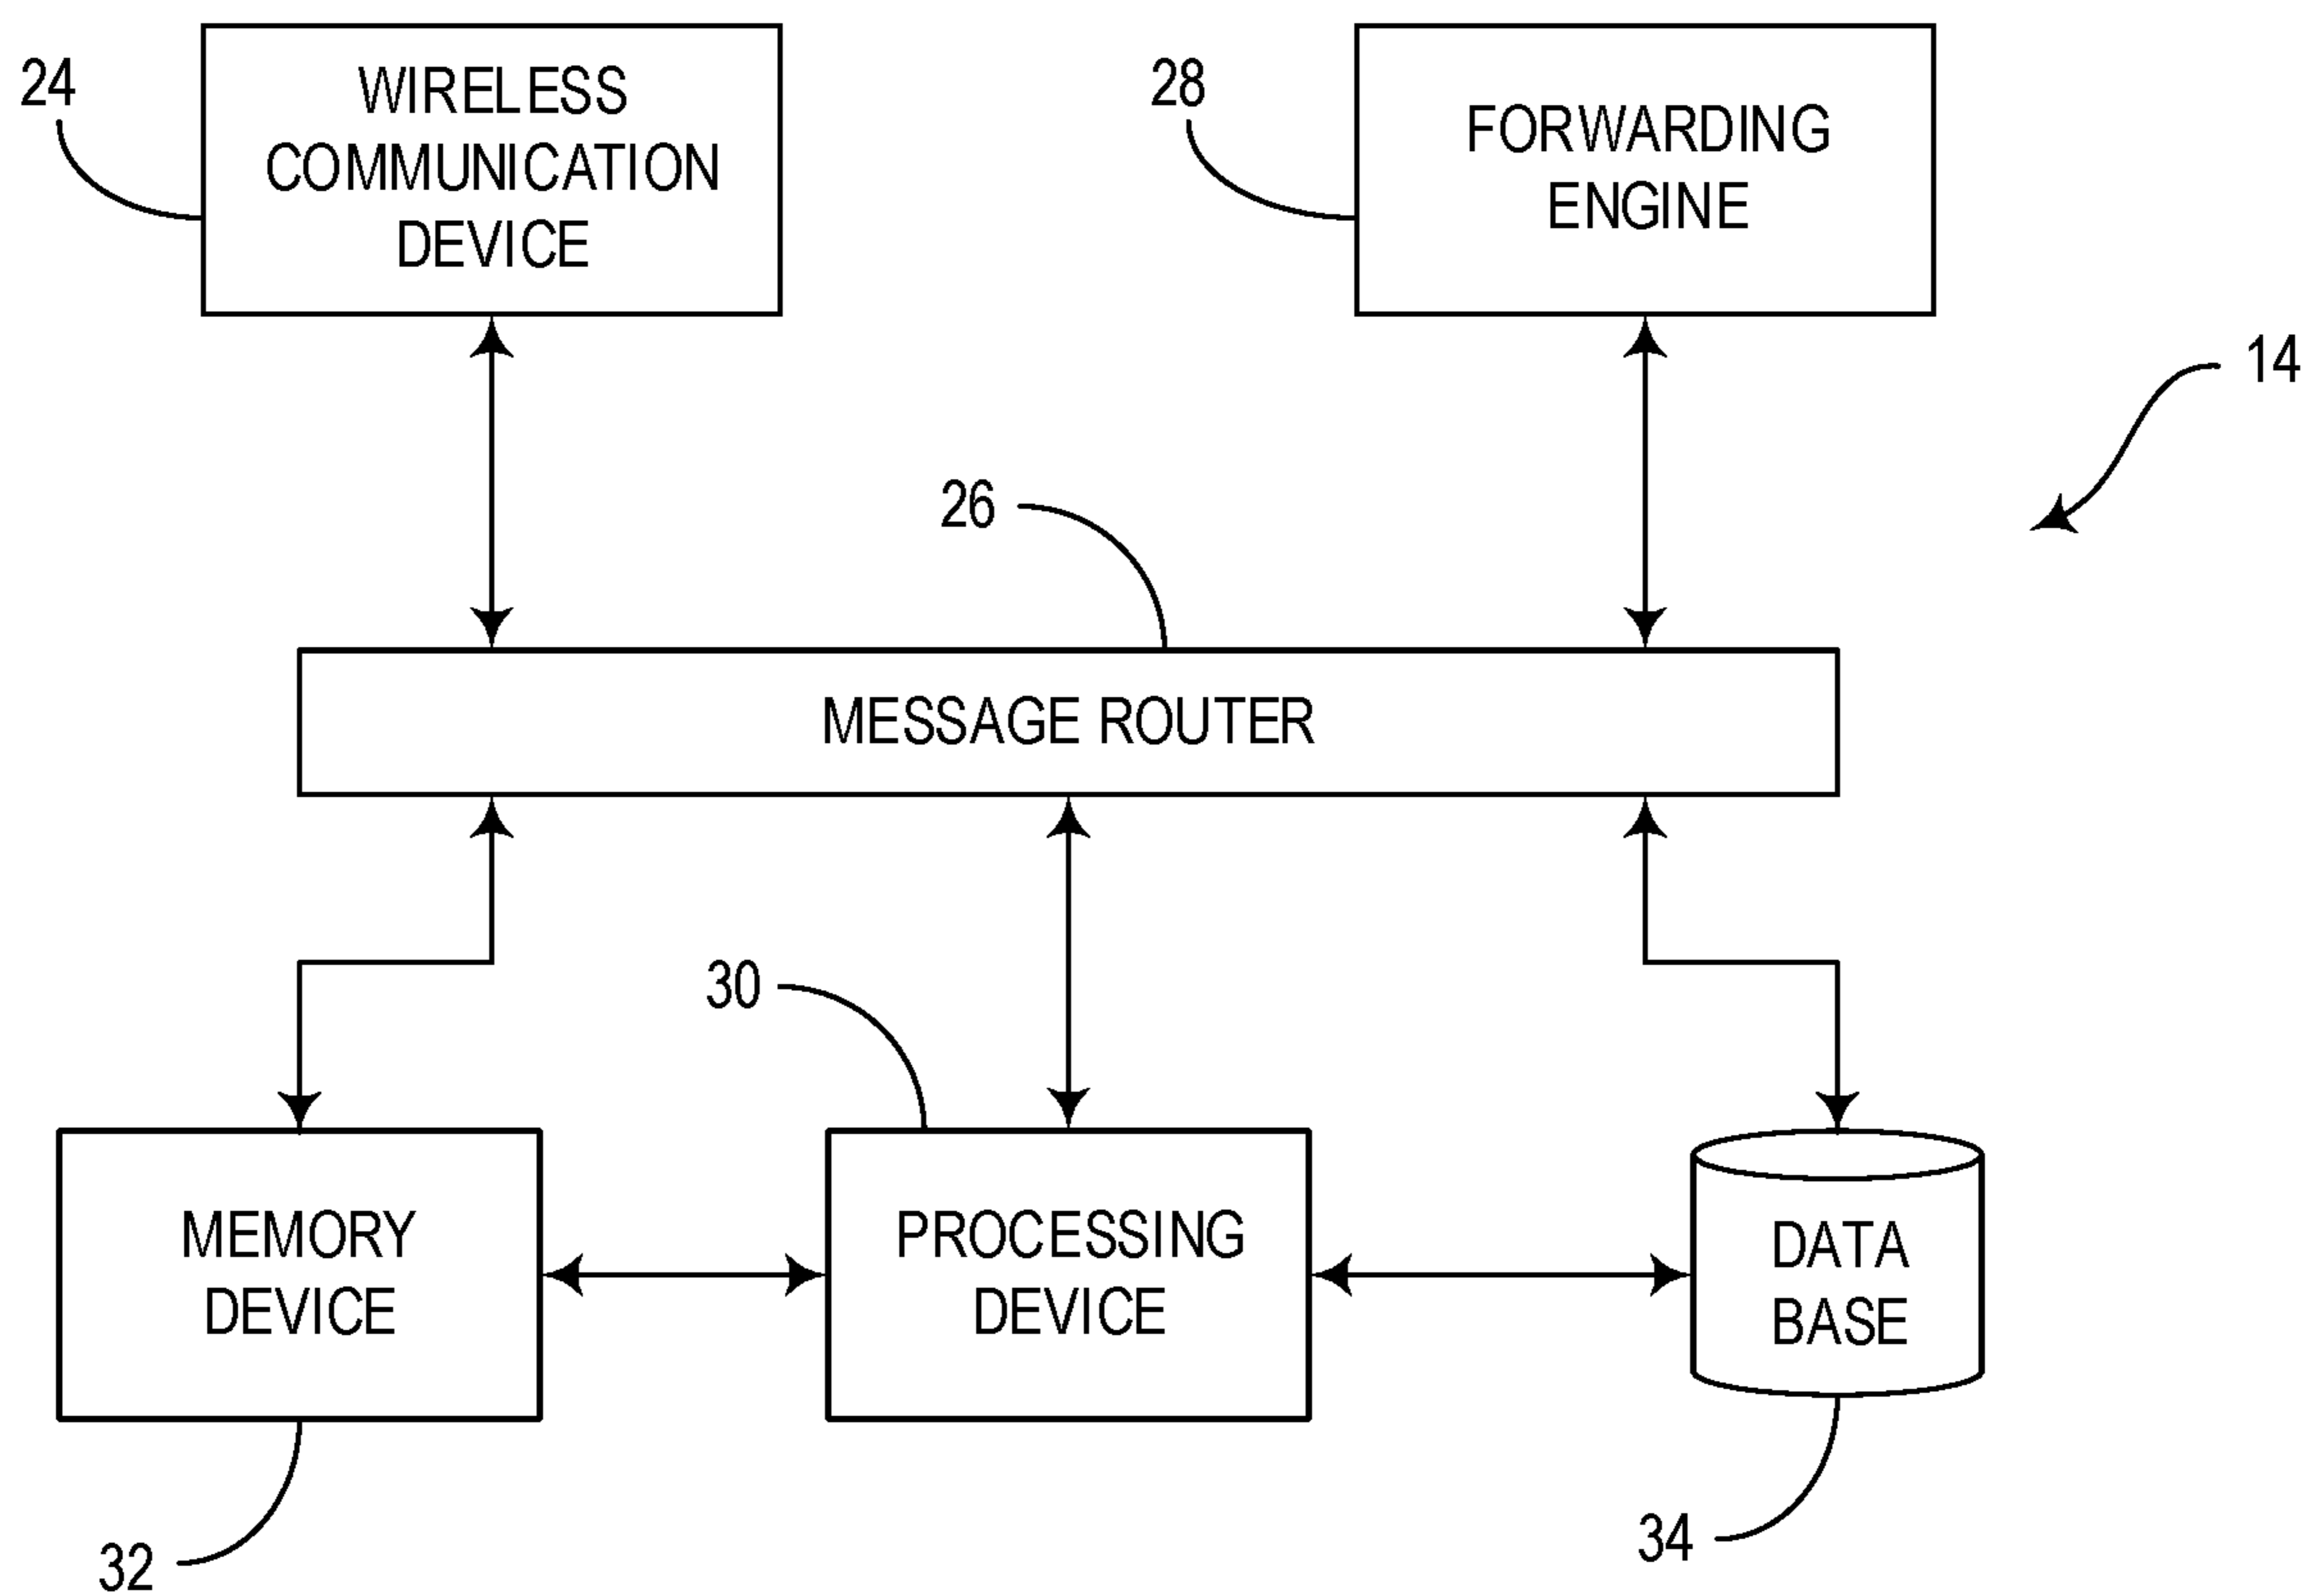 24
WIRELESS
COMMUNICATION
DEVICE
28
FORWARDING
ENGINE
14
26
MESSAGE ROUTER
30
MEMORY
DEVICE
PROCESSING
DEVICE
DATA
BASE
32
34